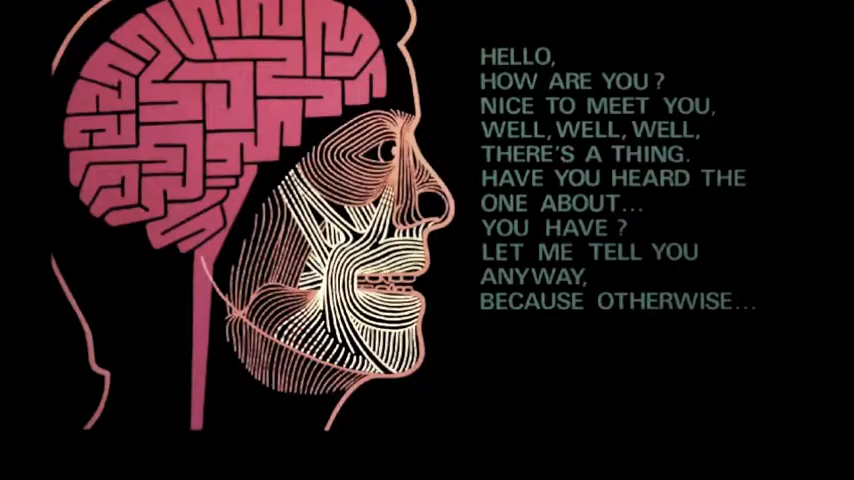 HELLO,
HOW ARE YOU?
NICE TO MEET YOU,
WELL, WELL, WELL,
THERE'S A THING.
HAVE YOU HEARD THE
ONE ABOUT...
YOU HAVE?
LET ME TELL YOU
ANYWAY,
BECAUSE OTHERWISE...